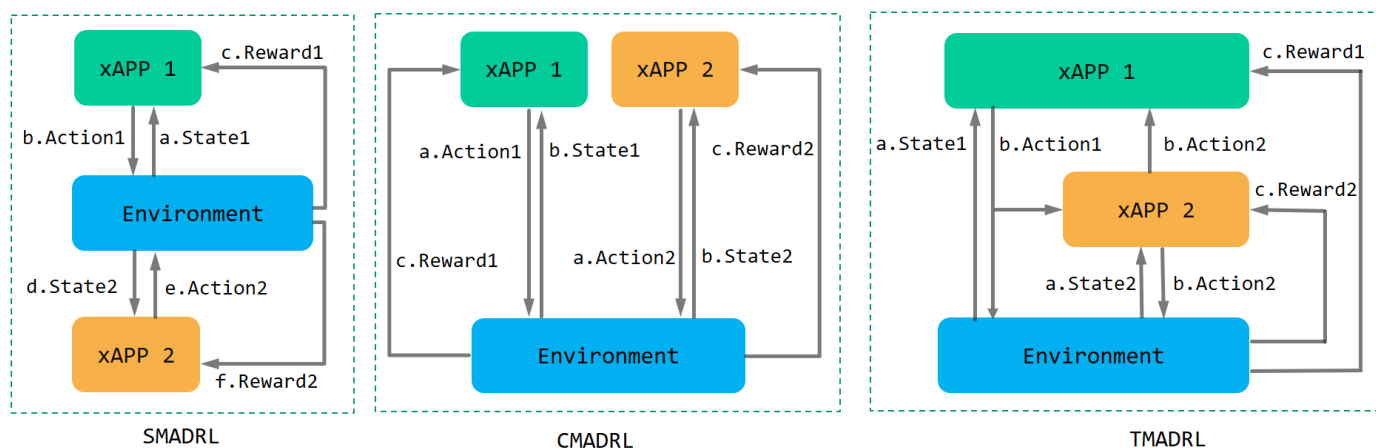 xAPP 1
c.Reward1
b.Action1
a.State1
Environment
d.State2
e.Action2
xAPP 2
f.Reward2
SMADRL
xAPP 1
xAPP 2
a.Action1
b.State1
c.Reward2
c.Reward1
a.Action2
b.State2
Environment
CMADRL
xAPP 1
c.Reward1
a.State1
b.Action1
b.Action2
xAPP 2
c.Reward2
a.State2
b.Action2
Environment
TMADRL